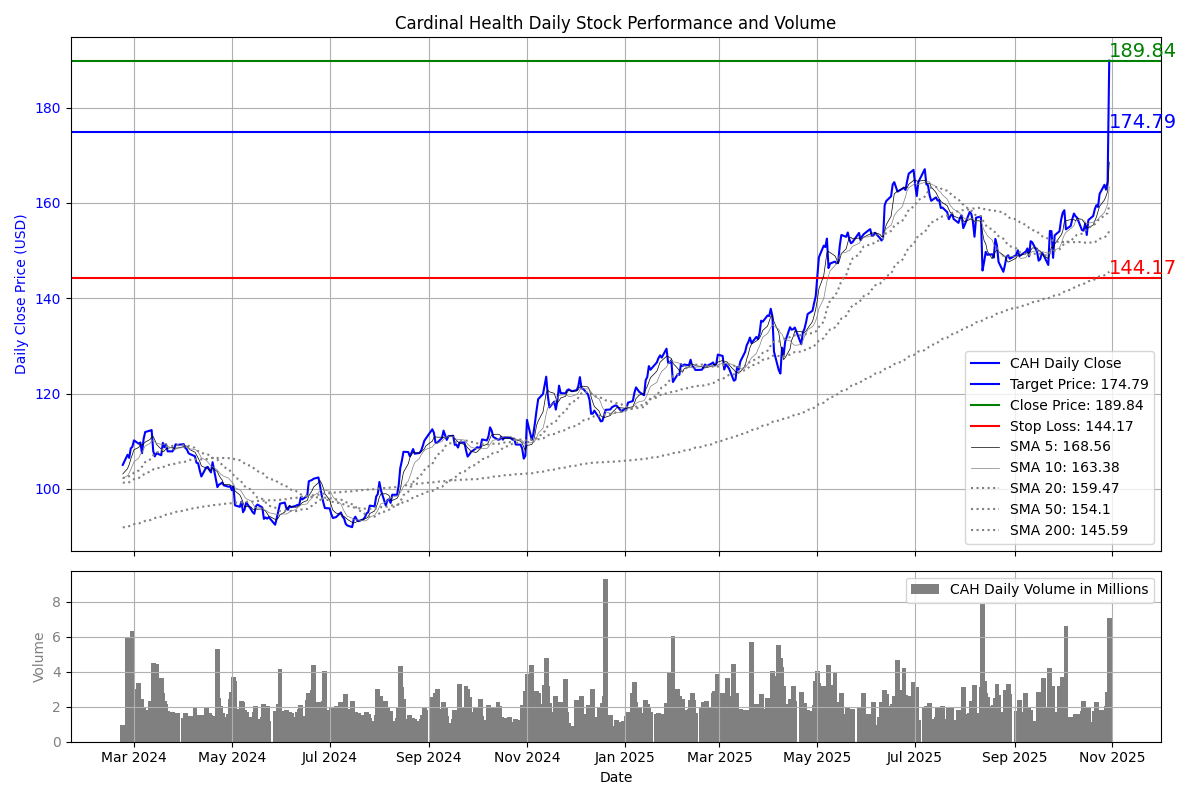 Cardinal Health Daily Stock Performance and Volume
189.84
180
174.79
160
144.17
140
120
100
Daily Close Price (USD)
CAH Daily Close
Target Price: 174.79
Close Price: 189.84
Stop Loss: 144.17
SMA 5: 168.56
SMA 10: 163.38
SMA 20: 159.47
SMA 50: 154.1
SMA 200: 145.59
CAH Daily Volume in Millions
8
6
4
2
0
Volume
Mar 2024 May 2024 Jul 2024 Sep 2024 Nov 2024 Jan 2025 Mar 2025 May 2025 Jul 2025 Sep 2025 Nov 2025
Date